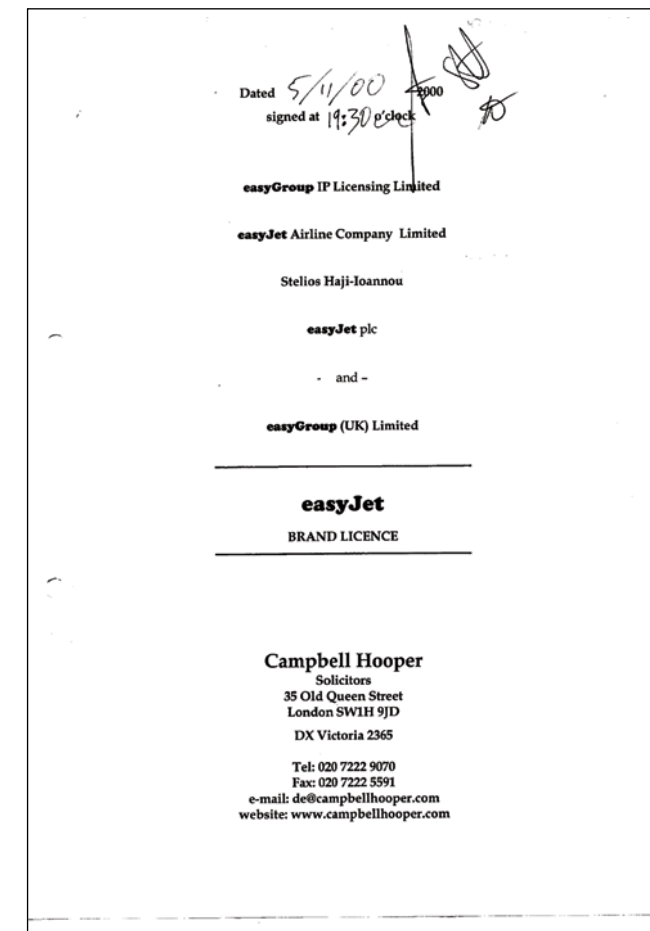 Dated 5/11/00 2000
signed at 19:30 o'clock
easyGroup IP Licensing Limited
easyJet Airline Company Limited
Stelios Haji-Ioannou
easyJet plc
- and –
easyGroup (UK) Limited
easyJet
BRAND LICENCE
Campbell Hooper
Solicitors
35 Old Queen Street
London SW1H 9JD
DX Victoria 2365
Tel: 020 7222 9070
Fax: 020 7222 5591
e-mail: de@campbellhooper.com
website: www.campbellhooper.com